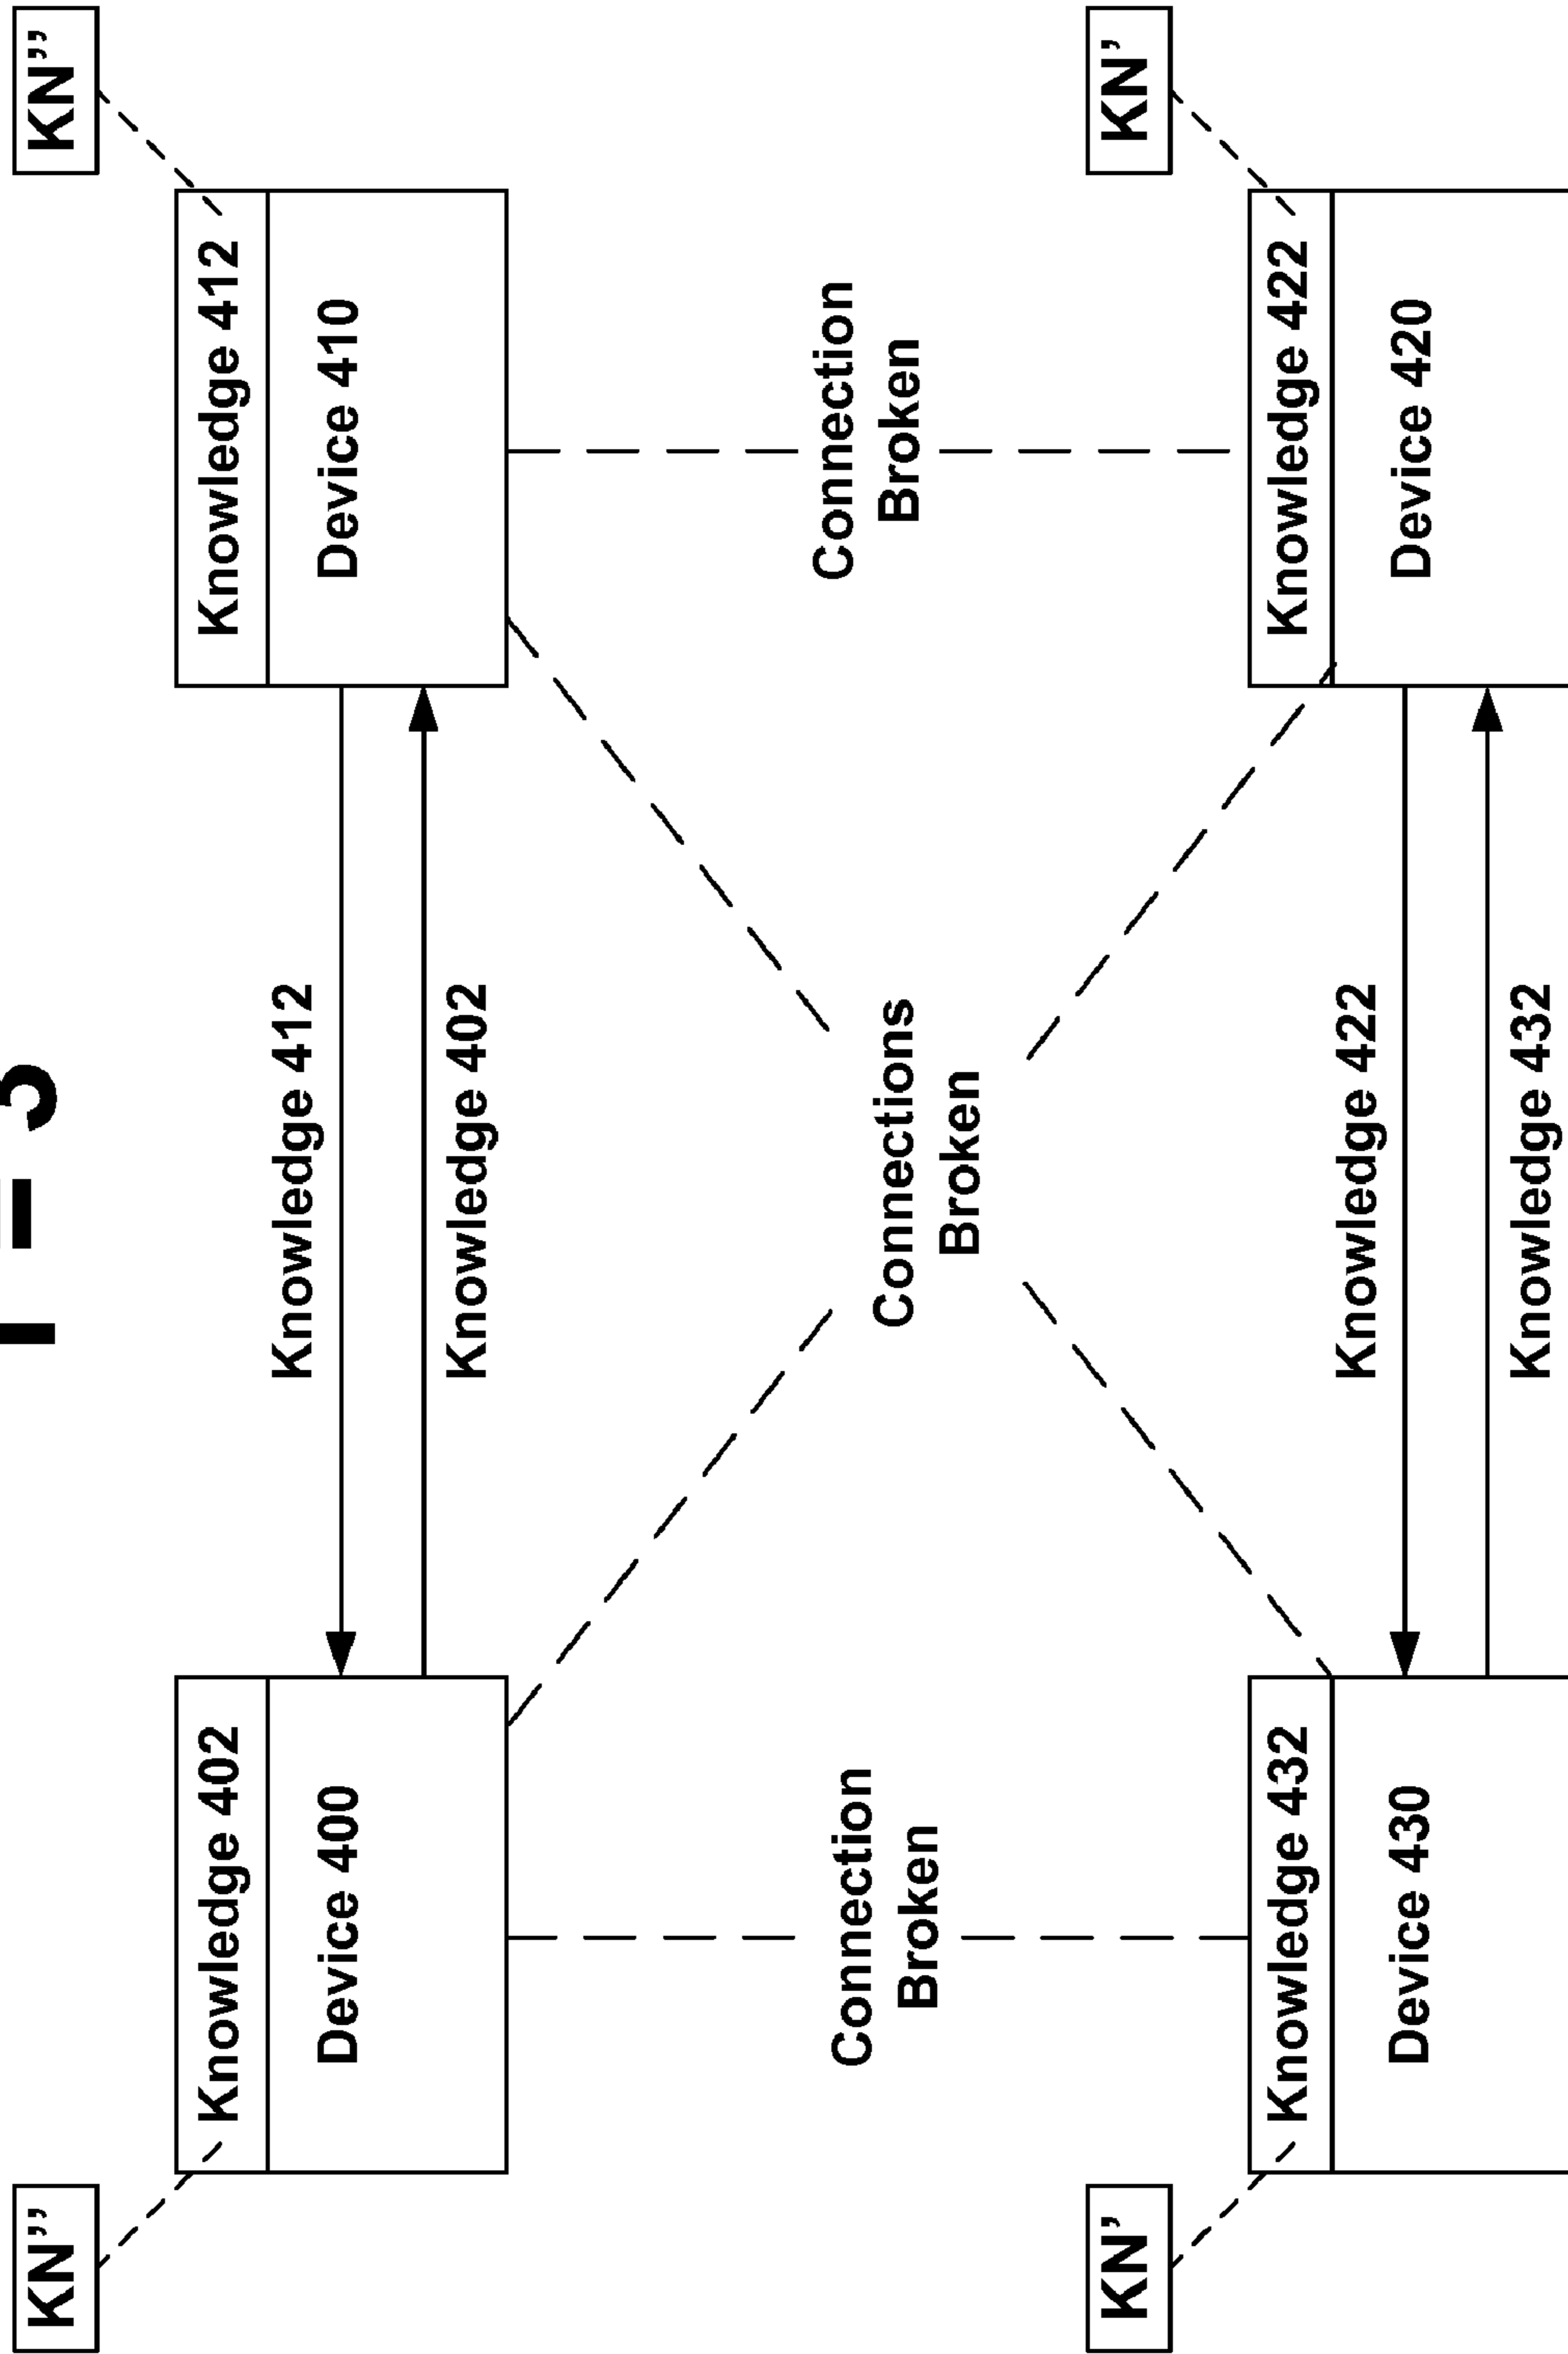 KN’’
KN’’
Knowledge 402
Device 400
Knowledge 412
Knowledge 402
Knowledge 412
Device 410
Connection
Broken
Connections
Broken
Connection
Broken
KN’
KN’
Knowledge 432
Device 430
Knowledge 422
Knowledge 432
Knowledge 422
Device 420